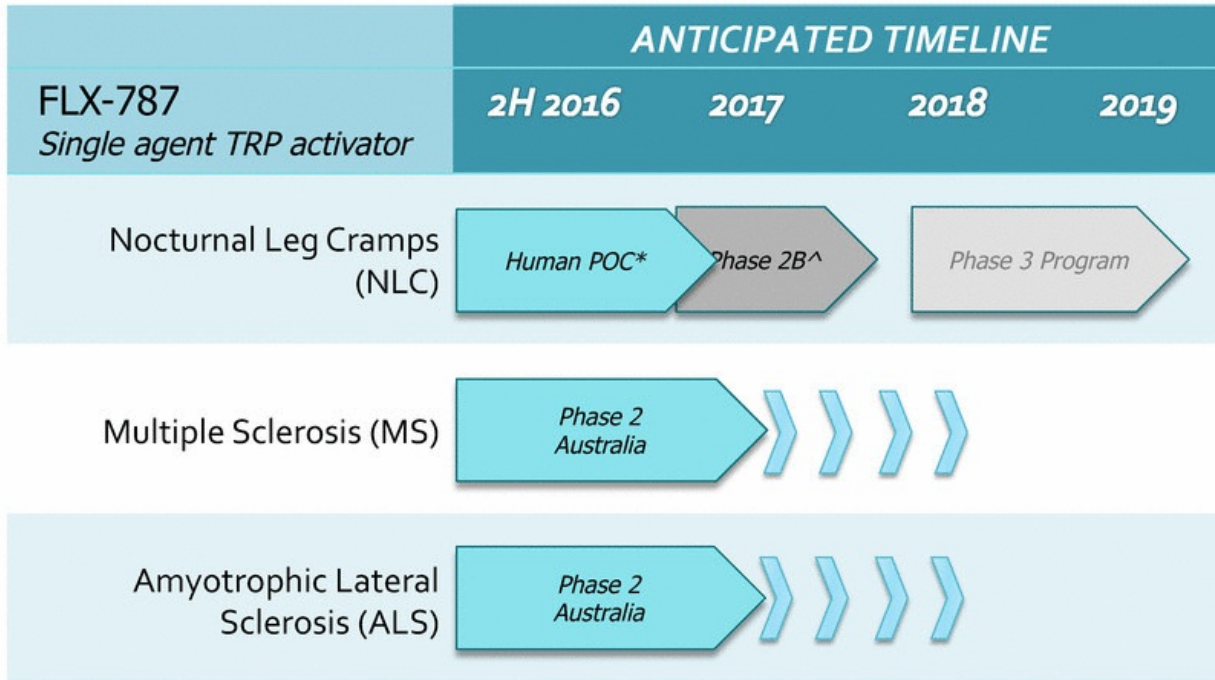 ANTICIPATED TIMELINE
FLX-787
Single agent TRP activator
2H 2016 2017 2018 2019
Nocturnal Leg Cramps
(NLC)
Human POC*
Phase 2B^
Phase 3 Program
Multiple Sclerosis (MS)
Phase 2
Australia
Amyotrophic Lateral
Sclerosis (ALS)
Phase 2
Australia